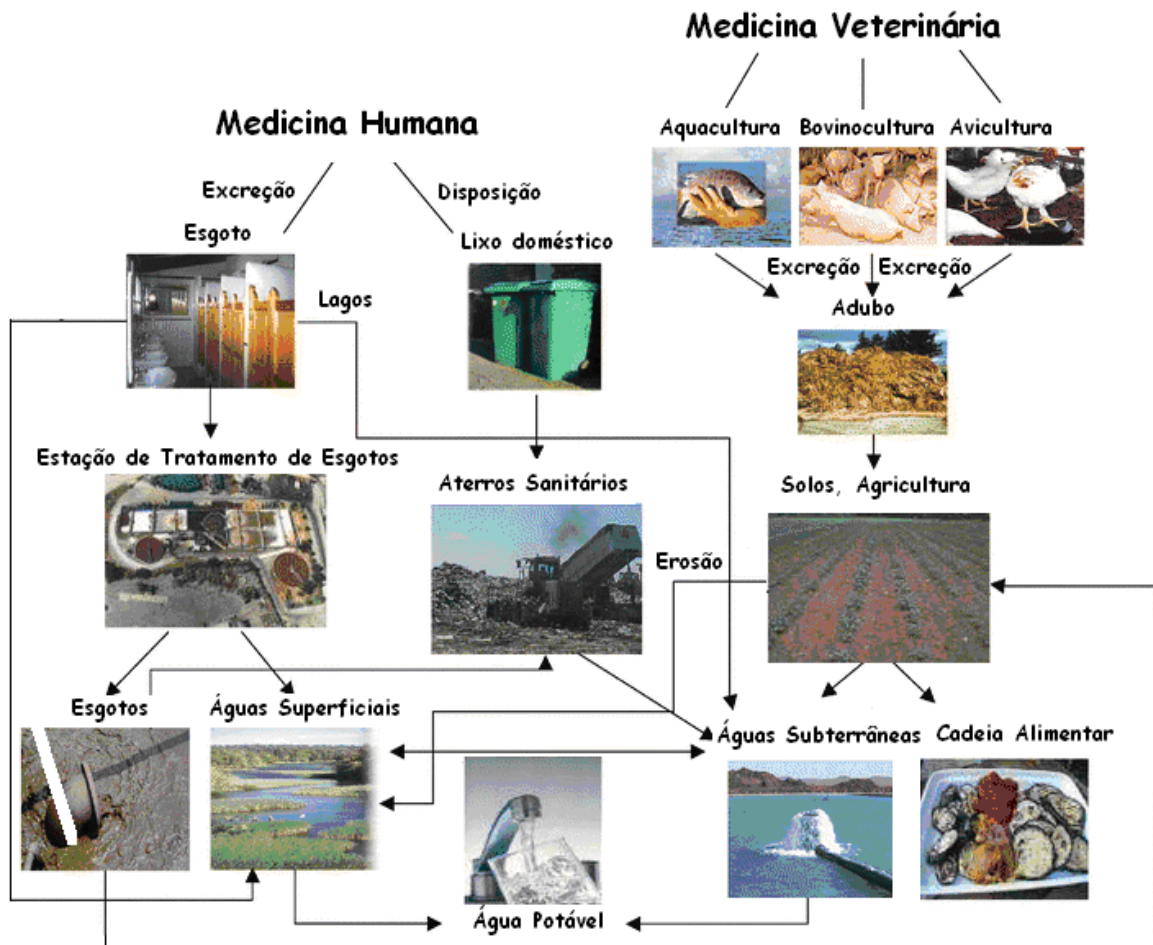 Medicina Veterinária
Medicina Humana
Aquacultura
Bovinocultura
Avicultura
Excreção
Disposição
Esgoto
Lixo doméstico
Excreção
Excreção
Lagos
Adubo
Estação de Tratamento de Esgotos
Aterros Sanitários
Solos, Agricultura
Erosão
Esgotos
Águas Superficiais
Águas Subterrâneas
Cadeia Alimentar
Água Potável